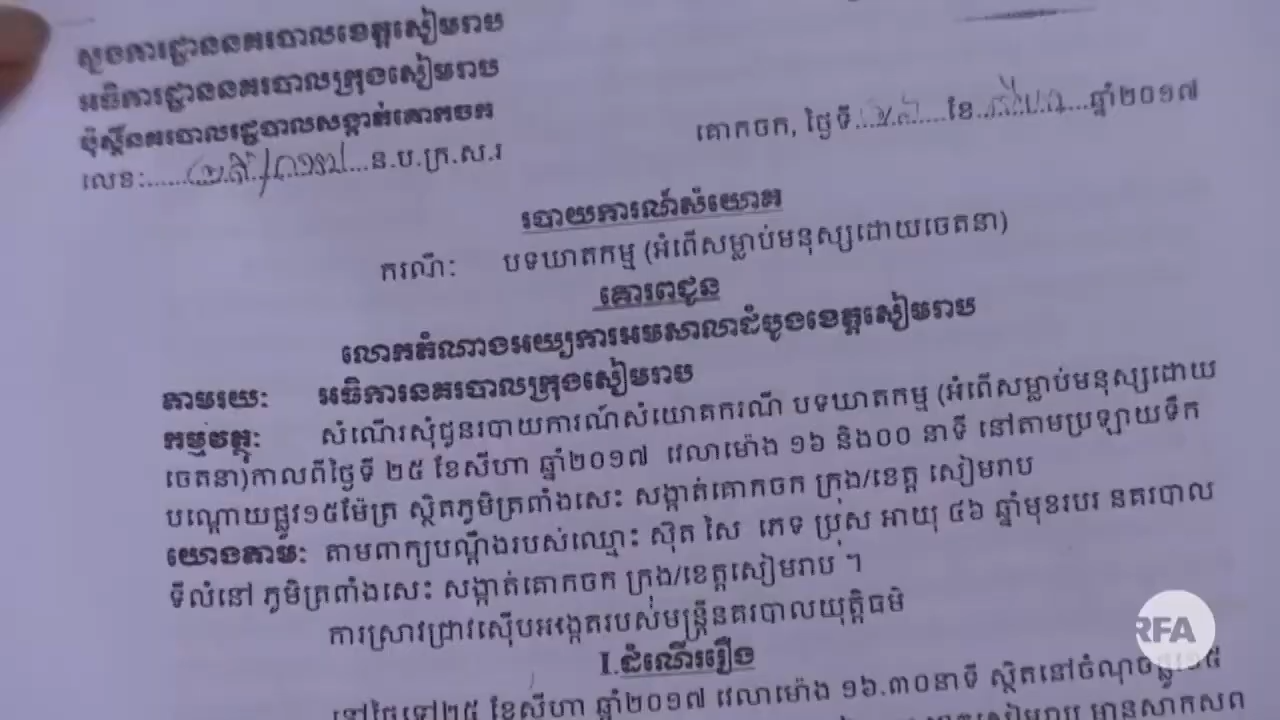 ស្នងការដ្ឋាននគរបាលខេត្តសៀមរាប
អធិការដ្ឋាននគរបាលក្រុងសៀមរាប
ប៉ុស្តិ៍នគរបាលរដ្ឋបាលសង្កាត់គោកចក
លេខៈ............ន.ប.ក្រ.ស.រ
គោកចក, ថ្ងៃទី.........ខែ.........ឆ្នាំ២០១៧
របាយការណ៍សំយោគ
ករណីៈ បទឃាតកម្ម (អំពើសម្លាប់មនុស្សដោយចេតនា)
គោរពជូន
លោកតំណាងអយ្យការអមសាលាដំបូងខេត្តសៀមរាប
តាមរយៈ អធិការនគរបាលក្រុងសៀមរាប
កម្មវត្ថុៈ សំណើរសុំជូនរបាយការណ៍សំយោគករណី បទឃាតកម្ម (អំពើសម្លាប់មនុស្សដោយ
ចេតនា)កាលពីថ្ងៃទី ២៥ ខែសីហា ឆ្នាំ២០១៧ វេលាម៉ោង ១៦ និង០០ នាទី នៅតាមប្រឡាយទឹក
បណ្តោយផ្លូវ១៥ម៉ែត្រ ស្ថិតភូមិត្រពាំងសេះ សង្កាត់គោកចក ក្រុង/ខេត្ត សៀមរាប
យោងតាមៈ តាមពាក្យបណ្តឹងរបស់ឈ្មោះ ស៊ុត សៃ ភេទ ប្រុស អាយុ ៤៦ ឆ្នាំមុខរបរ នគរបាល
ទីលំនៅ ភូមិត្រពាំងសេះ សង្កាត់គោកចក ក្រុង/ខេត្តសៀមរាប ។
ការស្រាវជ្រាវស៊ើបអង្កេតរបស់មន្ត្រីនគរបាលយុត្តិធម៌
I.ដំណើររឿង
នៅថ្ងៃទៅ២៥ ខែសីហា ឆ្នាំ២០១៧ វេលាម៉ោង ១៦.៣០នាទី ស្ថិតនៅចំណុចផ្លូវ១៥
សៀមរាប មានសាកសព
RFA